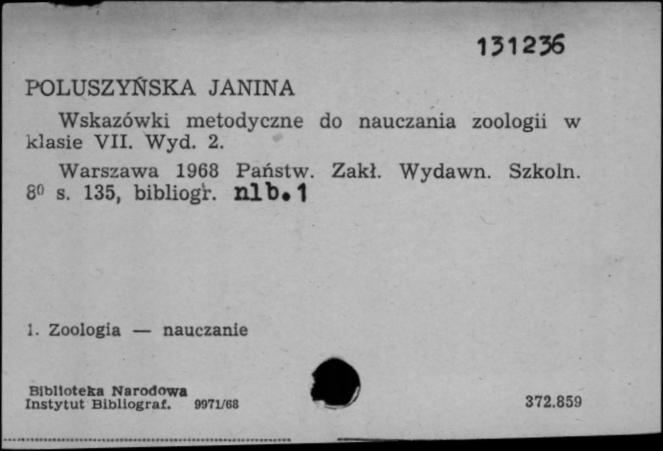 131236
POLUSZYŃSKA JANINA
Wskazówki metodyczne do nauczania zoologii w
klasie VII. Wyd. 2.
Warszawa 1968 Państw. Zakł. Wydawn. Szkoln.
8⁰ s. 135, bibliogr. nlb.1
1. Zoologia — nauczanie
Biblioteka Narodowa
Instytut Bibliograf. 9971/68
372.859